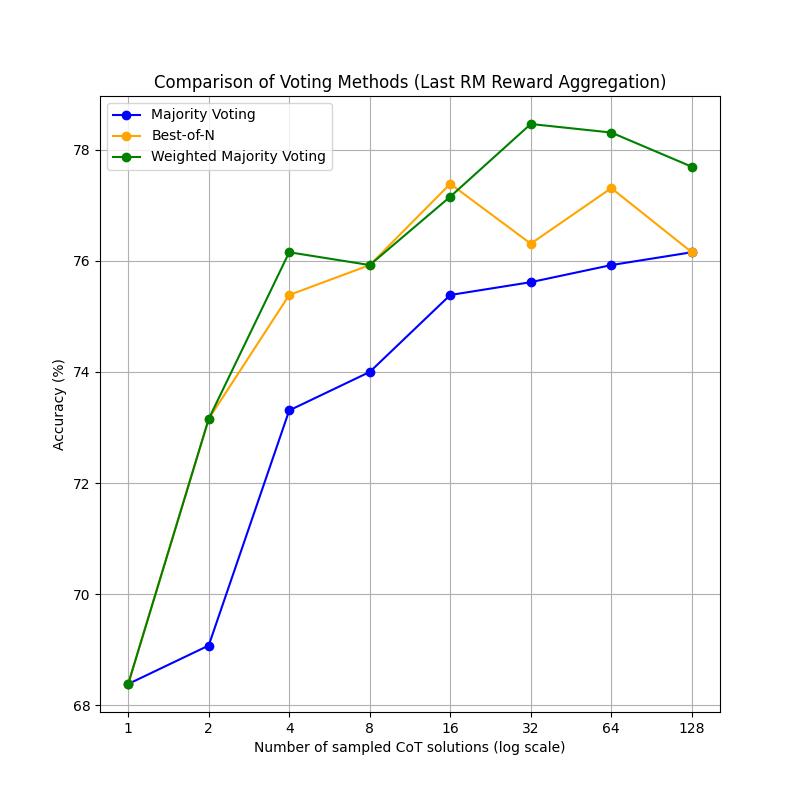 Comparison of Voting Methods (Last RM Reward Aggregation)
Majority Voting
Best-of-N
Weighted Majority Voting
Accuracy (%)
78
76
74
72
70
68
1 2 4 8 16 32 64 128
Number of sampled CoT solutions (log scale)